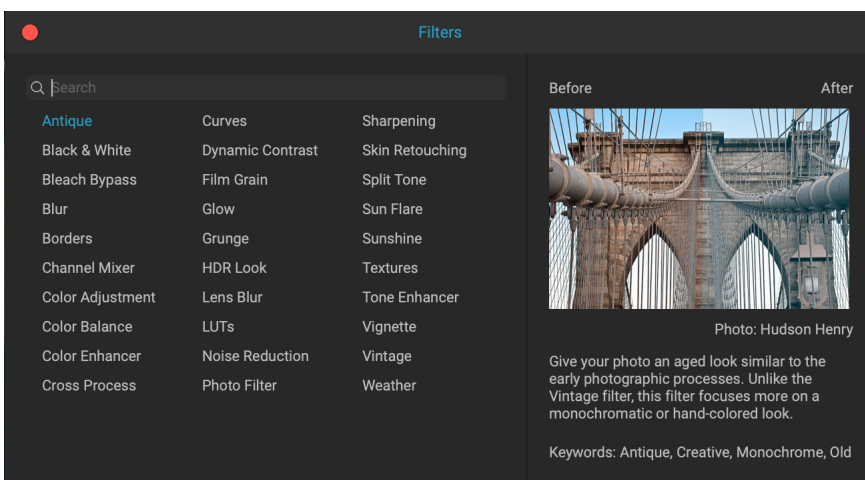 Filters
Search
Antique
Black & White
Bleach Bypass
Blur
Borders
Channel Mixer
Color Adjustment
Color Balance
Color Enhancer
Cross Process
Curves
Dynamic Contrast
Film Grain
Glow
Grunge
HDR Look
Lens Blur
LUTs
Noise Reduction
Photo Filter
Sharpening
Skin Retouching
Split Tone
Sun Flare
Sunshine
Textures
Tone Enhancer
Vignette
Vintage
Weather
Before
After
Photo: Hudson Henry
Give your photo an aged look similar to the
early photographic processes. Unlike the
Vintage filter, this filter focuses more on a
monochromatic or hand-colored look.
Keywords: Antique, Creative, Monochrome, Old